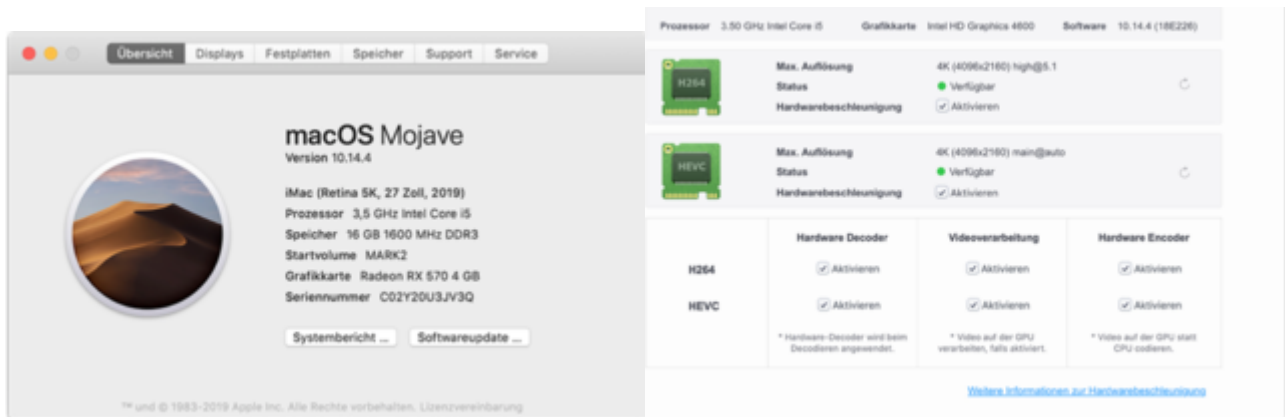 Übersicht Displays Festplatten Speicher Support Service
macOS Mojave
Version 10.14.4
iMac (Retina 5K, 27 Zoll, 2019)
Prozessor 3,5 GHz Intel Core i5
Speicher 16 GB 1600 MHz DDR3
Startvolume MARK2
Grafikkarte Radeon RX 570 4 GB
Seriennummer C02Y20U3JV3Q
Systembericht ... Softwareupdate ...
™ und © 1983-2019 Apple Inc. Alle Rechte vorbehalten. Lizenzvereinbarung
Prozessor 3.50 GHz Intel Core i5 Grafikkarte Intel HD Graphics 4600 Software 10.14.4 (18E226)
H264
Max. Auflösung 4K (4096x2160) high@5.1
Status Verfügbar
Hardwarebeschleunigung Aktivieren
HEVC
Max. Auflösung 4K (4096x2160) main@auto
Status Verfügbar
Hardwarebeschleunigung Aktivieren
Hardware Decoder Videoverarbeitung Hardware Encoder
H264 Aktivieren Aktivieren Aktivieren
HEVC Aktivieren Aktivieren Aktivieren
* Hardware-Decoder wird beim * Video auf der GPU * Video auf der GPU statt
Decodieren angewendet. verarbeiten, falls aktiviert. CPU codieren.
Weitere Informationen zur Hardwarebeschleunigung